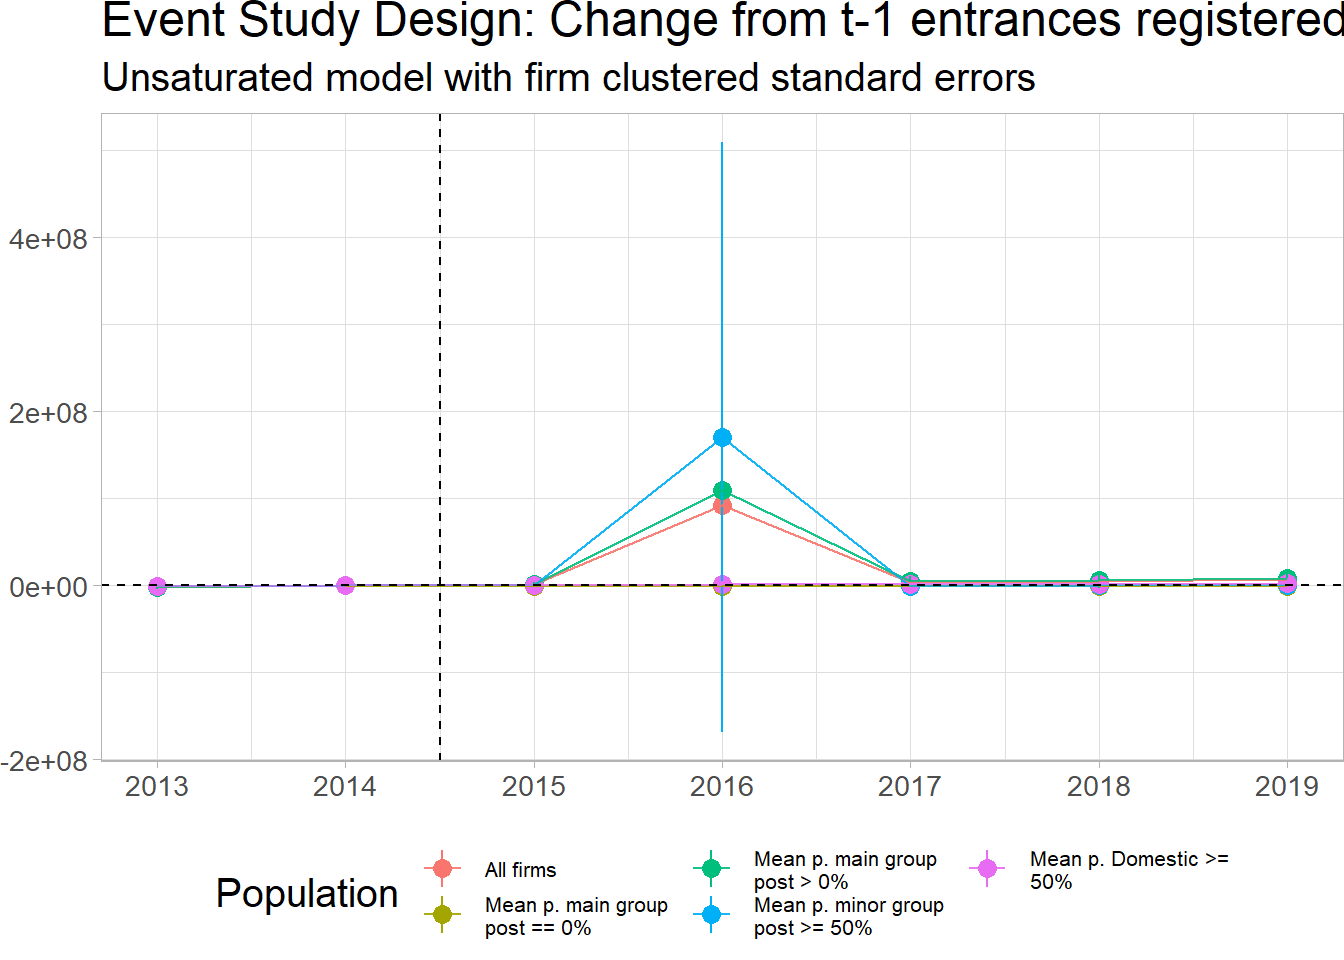 Event Study Design: Change from t-1 entrances registered
Unsaturated model with firm clustered standard errors
4e+08
2e+08
0e+00
-2e+08
2013 2014 2015 2016 2017 2018 2019
Population
All firms
Mean p. main group
post == 0%
Mean p. main group
post > 0%
Mean p. minor group
post >= 50%
Mean p. Domestic >=
50%